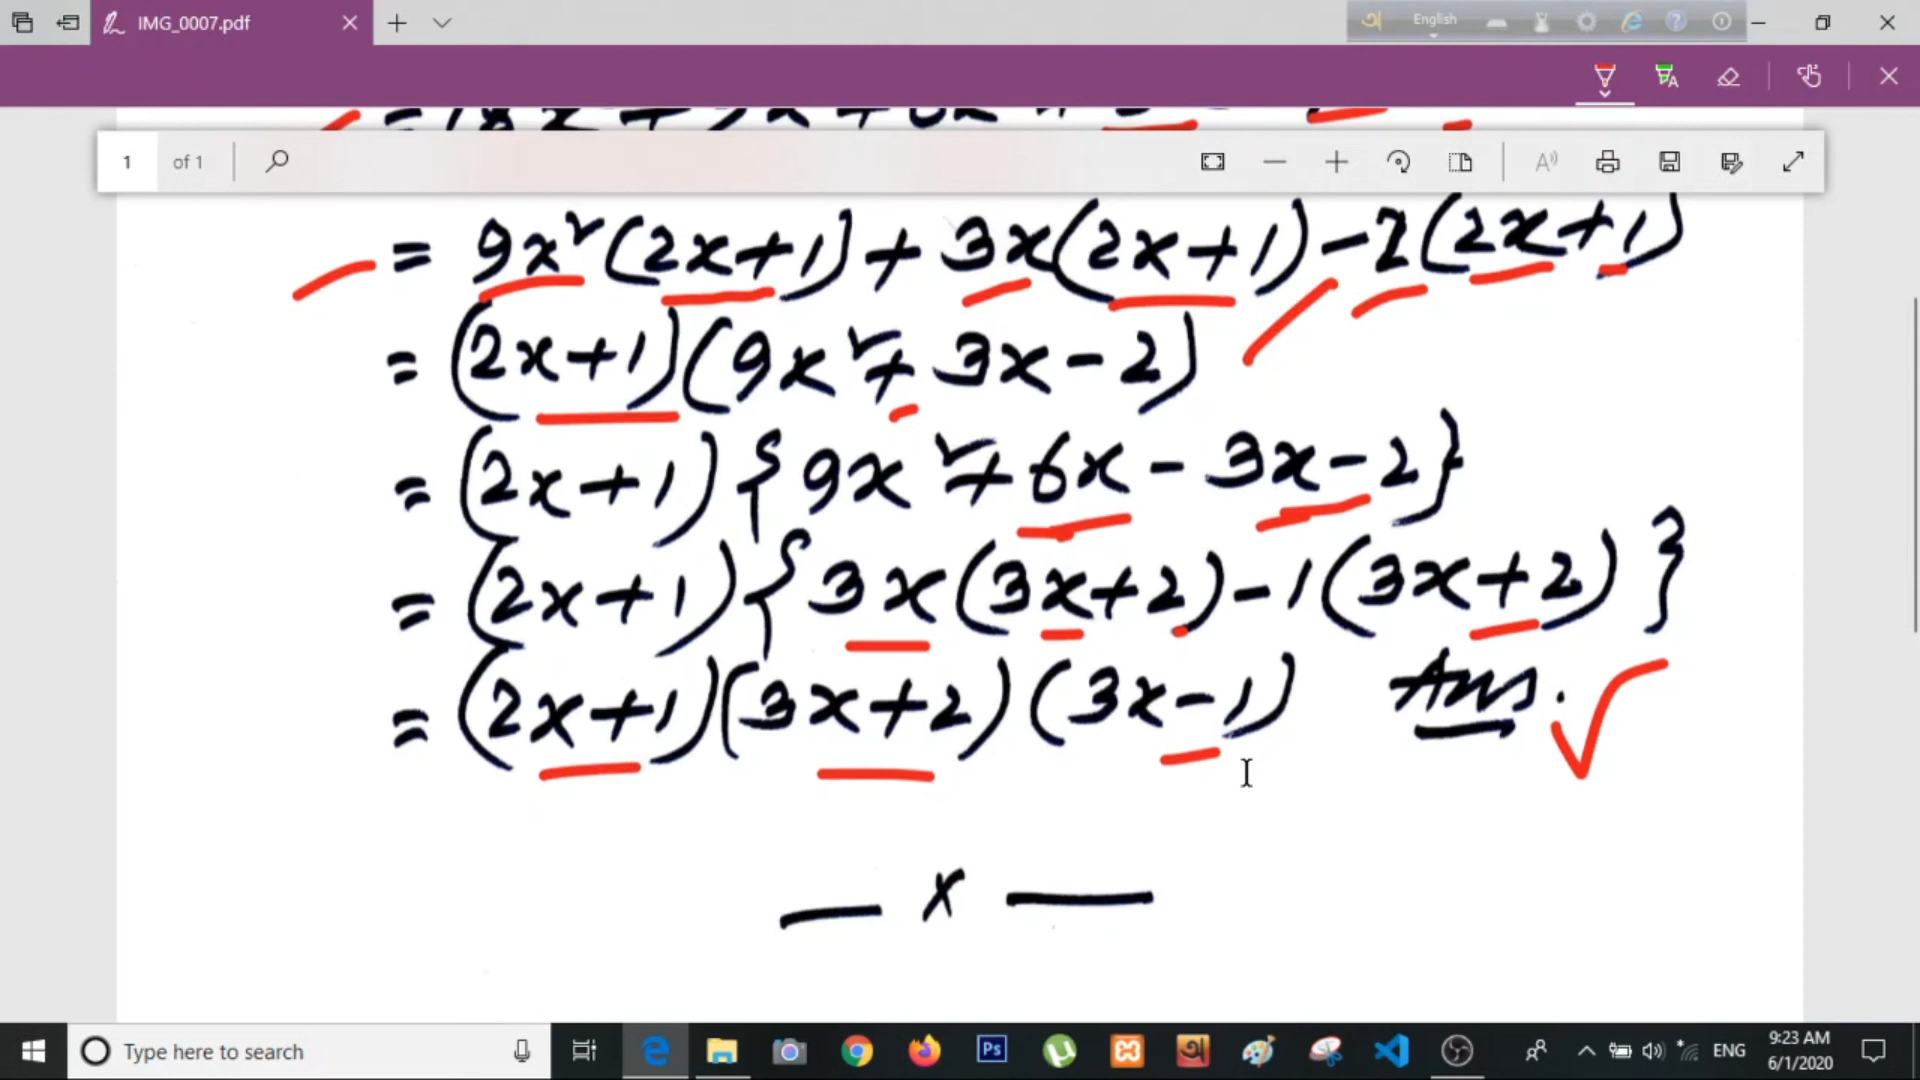 IMG_0007.pdf
English
1 of 1
= 9x²(2x+1)+3x(2x+1)-2(2x+1)
= (2x+1)(9x²+3x-2)
= (2x+1){9x²+6x-3x-2}
= (2x+1){3x(3x+2)-1(3x+2)}
= (2x+1)(3x+2)(3x-1) Ans.
— x —
Type here to search
Ps
ENG
9:23 AM
6/1/2020